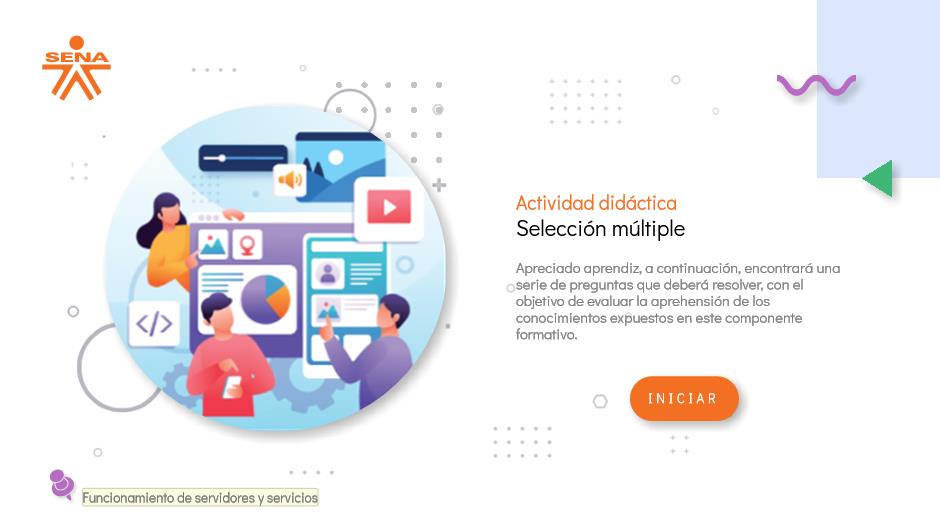 SENA
Actividad didáctica
Selección múltiple
Apreciado aprendiz, a continuación, encontrará una
serie de preguntas que deberá resolver, con el
objetivo de evaluar la aprehensión de los
conocimientos expuestos en este componente
formativo.
</>
INICIAR
Funcionamiento de servidores y servicios